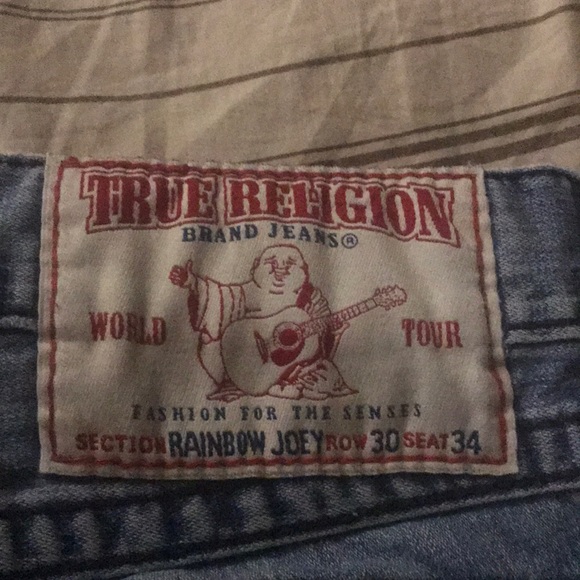 TRUE RELIGION
BRAND JEANS®
WORLD TOUR
FASHION FOR THE SENSES
SECTION RAINBOW JOEY ROW 30 SEAT 34